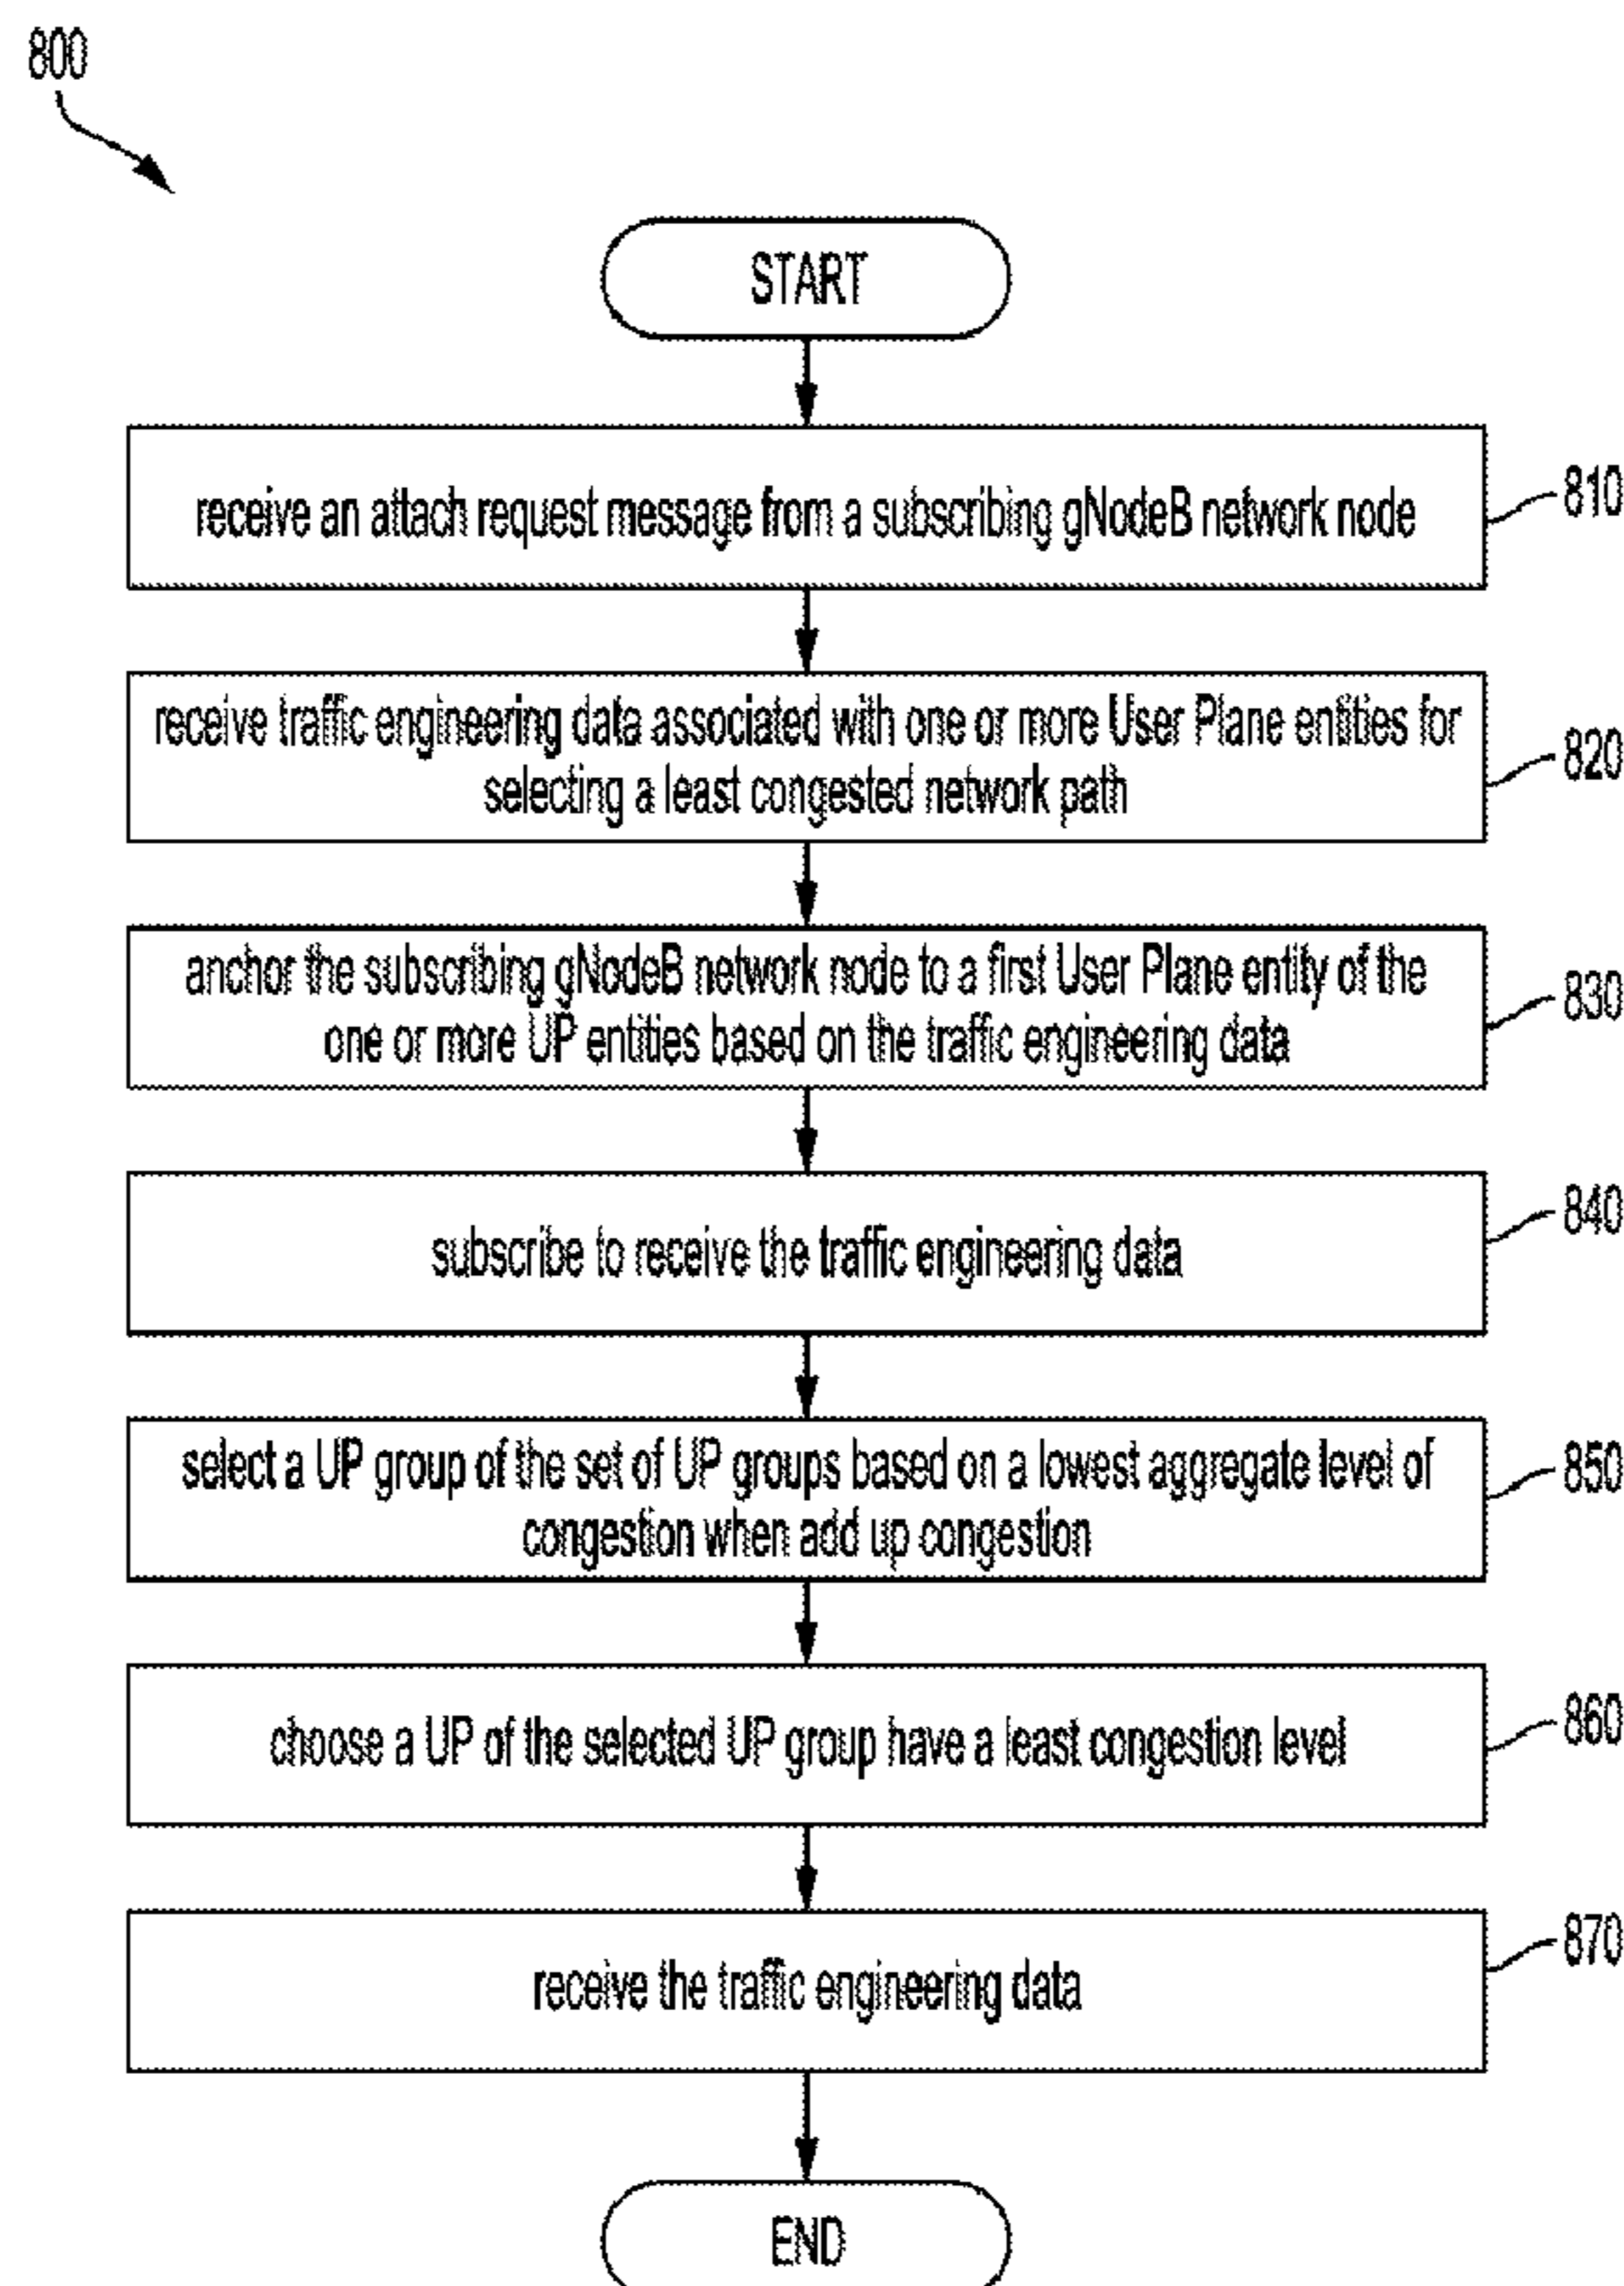 800
START
receive an attach request message from a subscribing gNodeB network node
810
receive traffic engineering data associated with one or more User Plane entities for
selecting a least congested network path
820
anchor the subscribing gNodeB network node to a first User Plane entity of the
one or more UP entities based on the traffic engineering data
830
subscribe to receive the traffic engineering data
840
select a UP group of the set of UP groups based on a lowest aggregate level of
congestion when add up congestion
850
choose a UP of the selected UP group have a least congestion level
860
receive the traffic engineering data
870
END